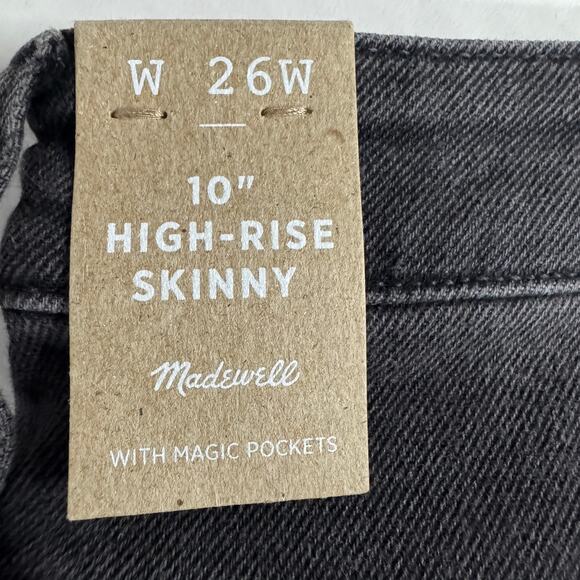 W 26W
10"
HIGH-RISE
SKINNY
Madewell
WITH MAGIC POCKETS